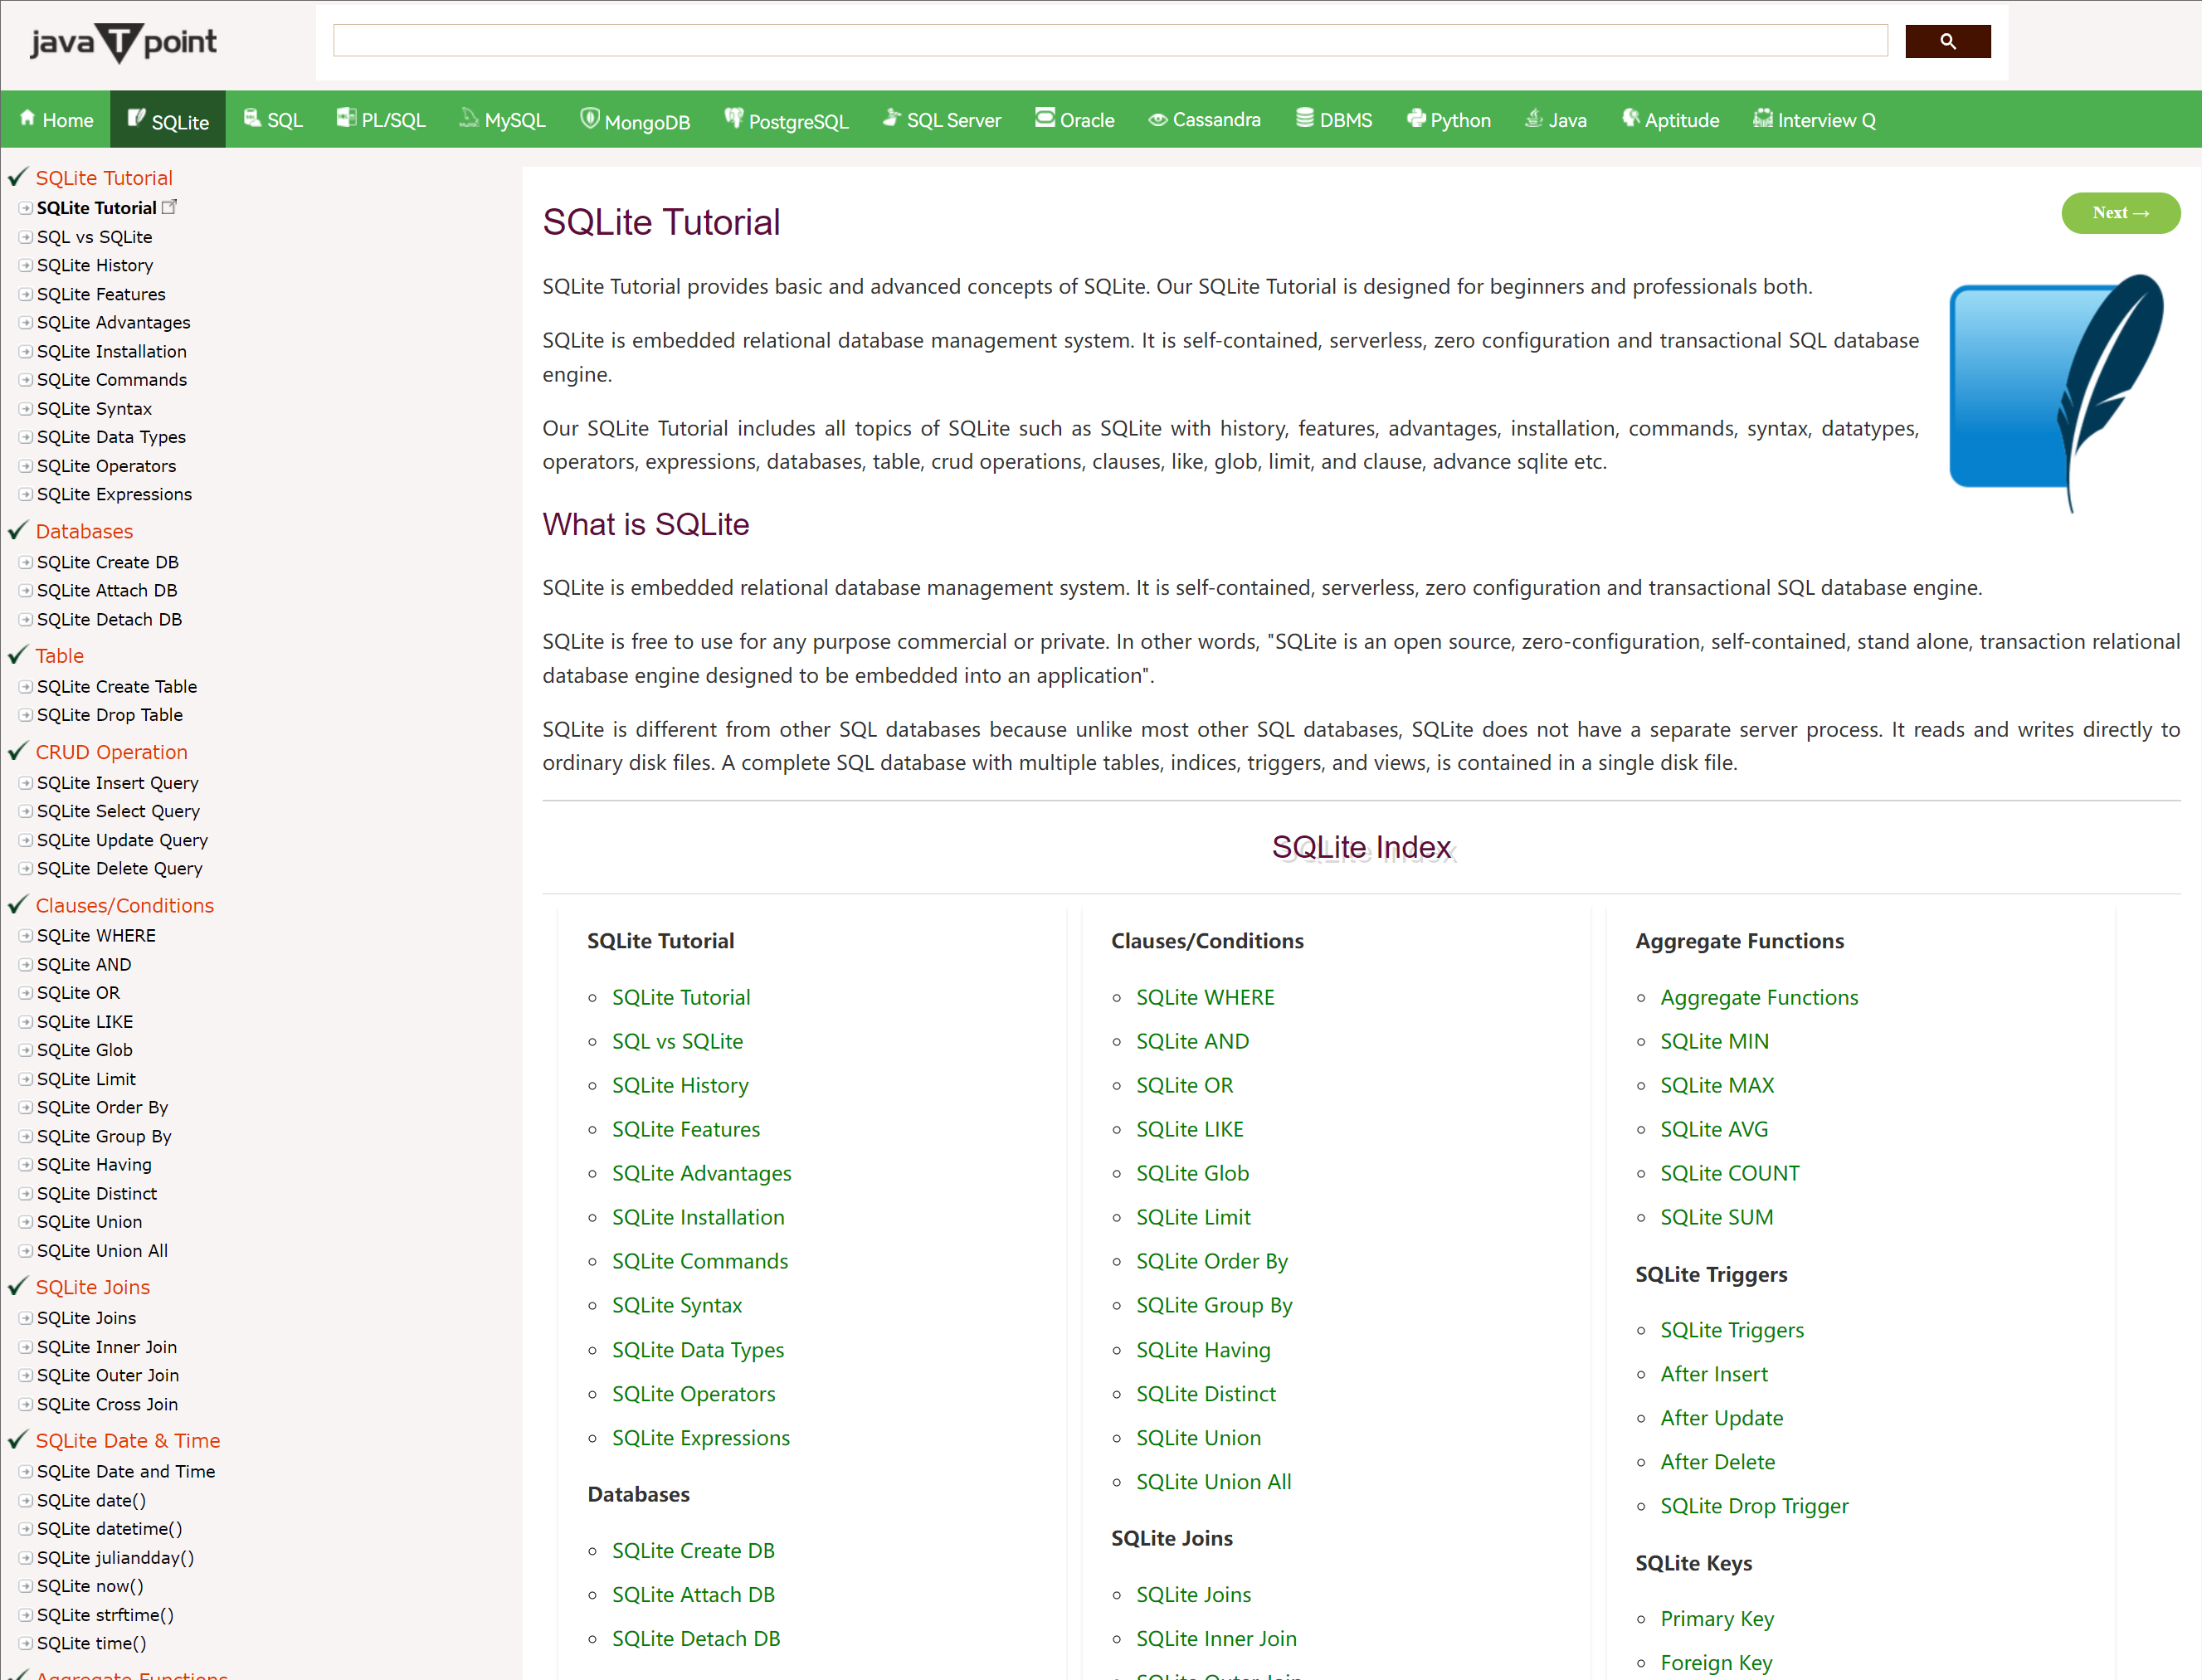 javaTpoint
Home SQLite SQL PL/SQL MySQL MongoDB PostgreSQL SQL Server Oracle Cassandra DBMS Python Java Aptitude Interview Q
SQLite Tutorial
SQLite Tutorial
SQL vs SQLite
SQLite History
SQLite Features
SQLite Advantages
SQLite Installation
SQLite Commands
SQLite Syntax
SQLite Data Types
SQLite Operators
SQLite Expressions
Databases
SQLite Create DB
SQLite Attach DB
SQLite Detach DB
Table
SQLite Create Table
SQLite Drop Table
CRUD Operation
SQLite Insert Query
SQLite Select Query
SQLite Update Query
SQLite Delete Query
Clauses/Conditions
SQLite WHERE
SQLite AND
SQLite OR
SQLite LIKE
SQLite Glob
SQLite Limit
SQLite Order By
SQLite Group By
SQLite Having
SQLite Distinct
SQLite Union
SQLite Union All
SQLite Joins
SQLite Joins
SQLite Inner Join
SQLite Outer Join
SQLite Cross Join
SQLite Date & Time
SQLite Date and Time
SQLite date()
SQLite datetime()
SQLite juliandday()
SQLite now()
SQLite strftime()
SQLite time()
Aggregate Functions
Next →
SQLite Tutorial
SQLite Tutorial provides basic and advanced concepts of SQLite. Our SQLite Tutorial is designed for beginners and professionals both.
SQLite is embedded relational database management system. It is self-contained, serverless, zero configuration and transactional SQL database
engine.
Our SQLite Tutorial includes all topics of SQLite such as SQLite with history, features, advantages, installation, commands, syntax, datatypes,
operators, expressions, databases, table, crud operations, clauses, like, glob, limit, and clause, advance sqlite etc.
What is SQLite
SQLite is embedded relational database management system. It is self-contained, serverless, zero configuration and transactional SQL database engine.
SQLite is free to use for any purpose commercial or private. In other words, "SQLite is an open source, zero-configuration, self-contained, stand alone, transaction relational
database engine designed to be embedded into an application".
SQLite is different from other SQL databases because unlike most other SQL databases, SQLite does not have a separate server process. It reads and writes directly to
ordinary disk files. A complete SQL database with multiple tables, indices, triggers, and views, is contained in a single disk file.
SQLite Index
SQLite Tutorial
SQLite Tutorial
SQL vs SQLite
SQLite History
SQLite Features
SQLite Advantages
SQLite Installation
SQLite Commands
SQLite Syntax
SQLite Data Types
SQLite Operators
SQLite Expressions
Databases
SQLite Create DB
SQLite Attach DB
SQLite Detach DB
Clauses/Conditions
SQLite WHERE
SQLite AND
SQLite OR
SQLite LIKE
SQLite Glob
SQLite Limit
SQLite Order By
SQLite Group By
SQLite Having
SQLite Distinct
SQLite Union
SQLite Union All
SQLite Joins
SQLite Joins
SQLite Inner Join
SQLite Outer Join
Aggregate Functions
Aggregate Functions
SQLite MIN
SQLite MAX
SQLite AVG
SQLite COUNT
SQLite SUM
SQLite Triggers
SQLite Triggers
After Insert
After Update
After Delete
SQLite Drop Trigger
SQLite Keys
Primary Key
Foreign Key